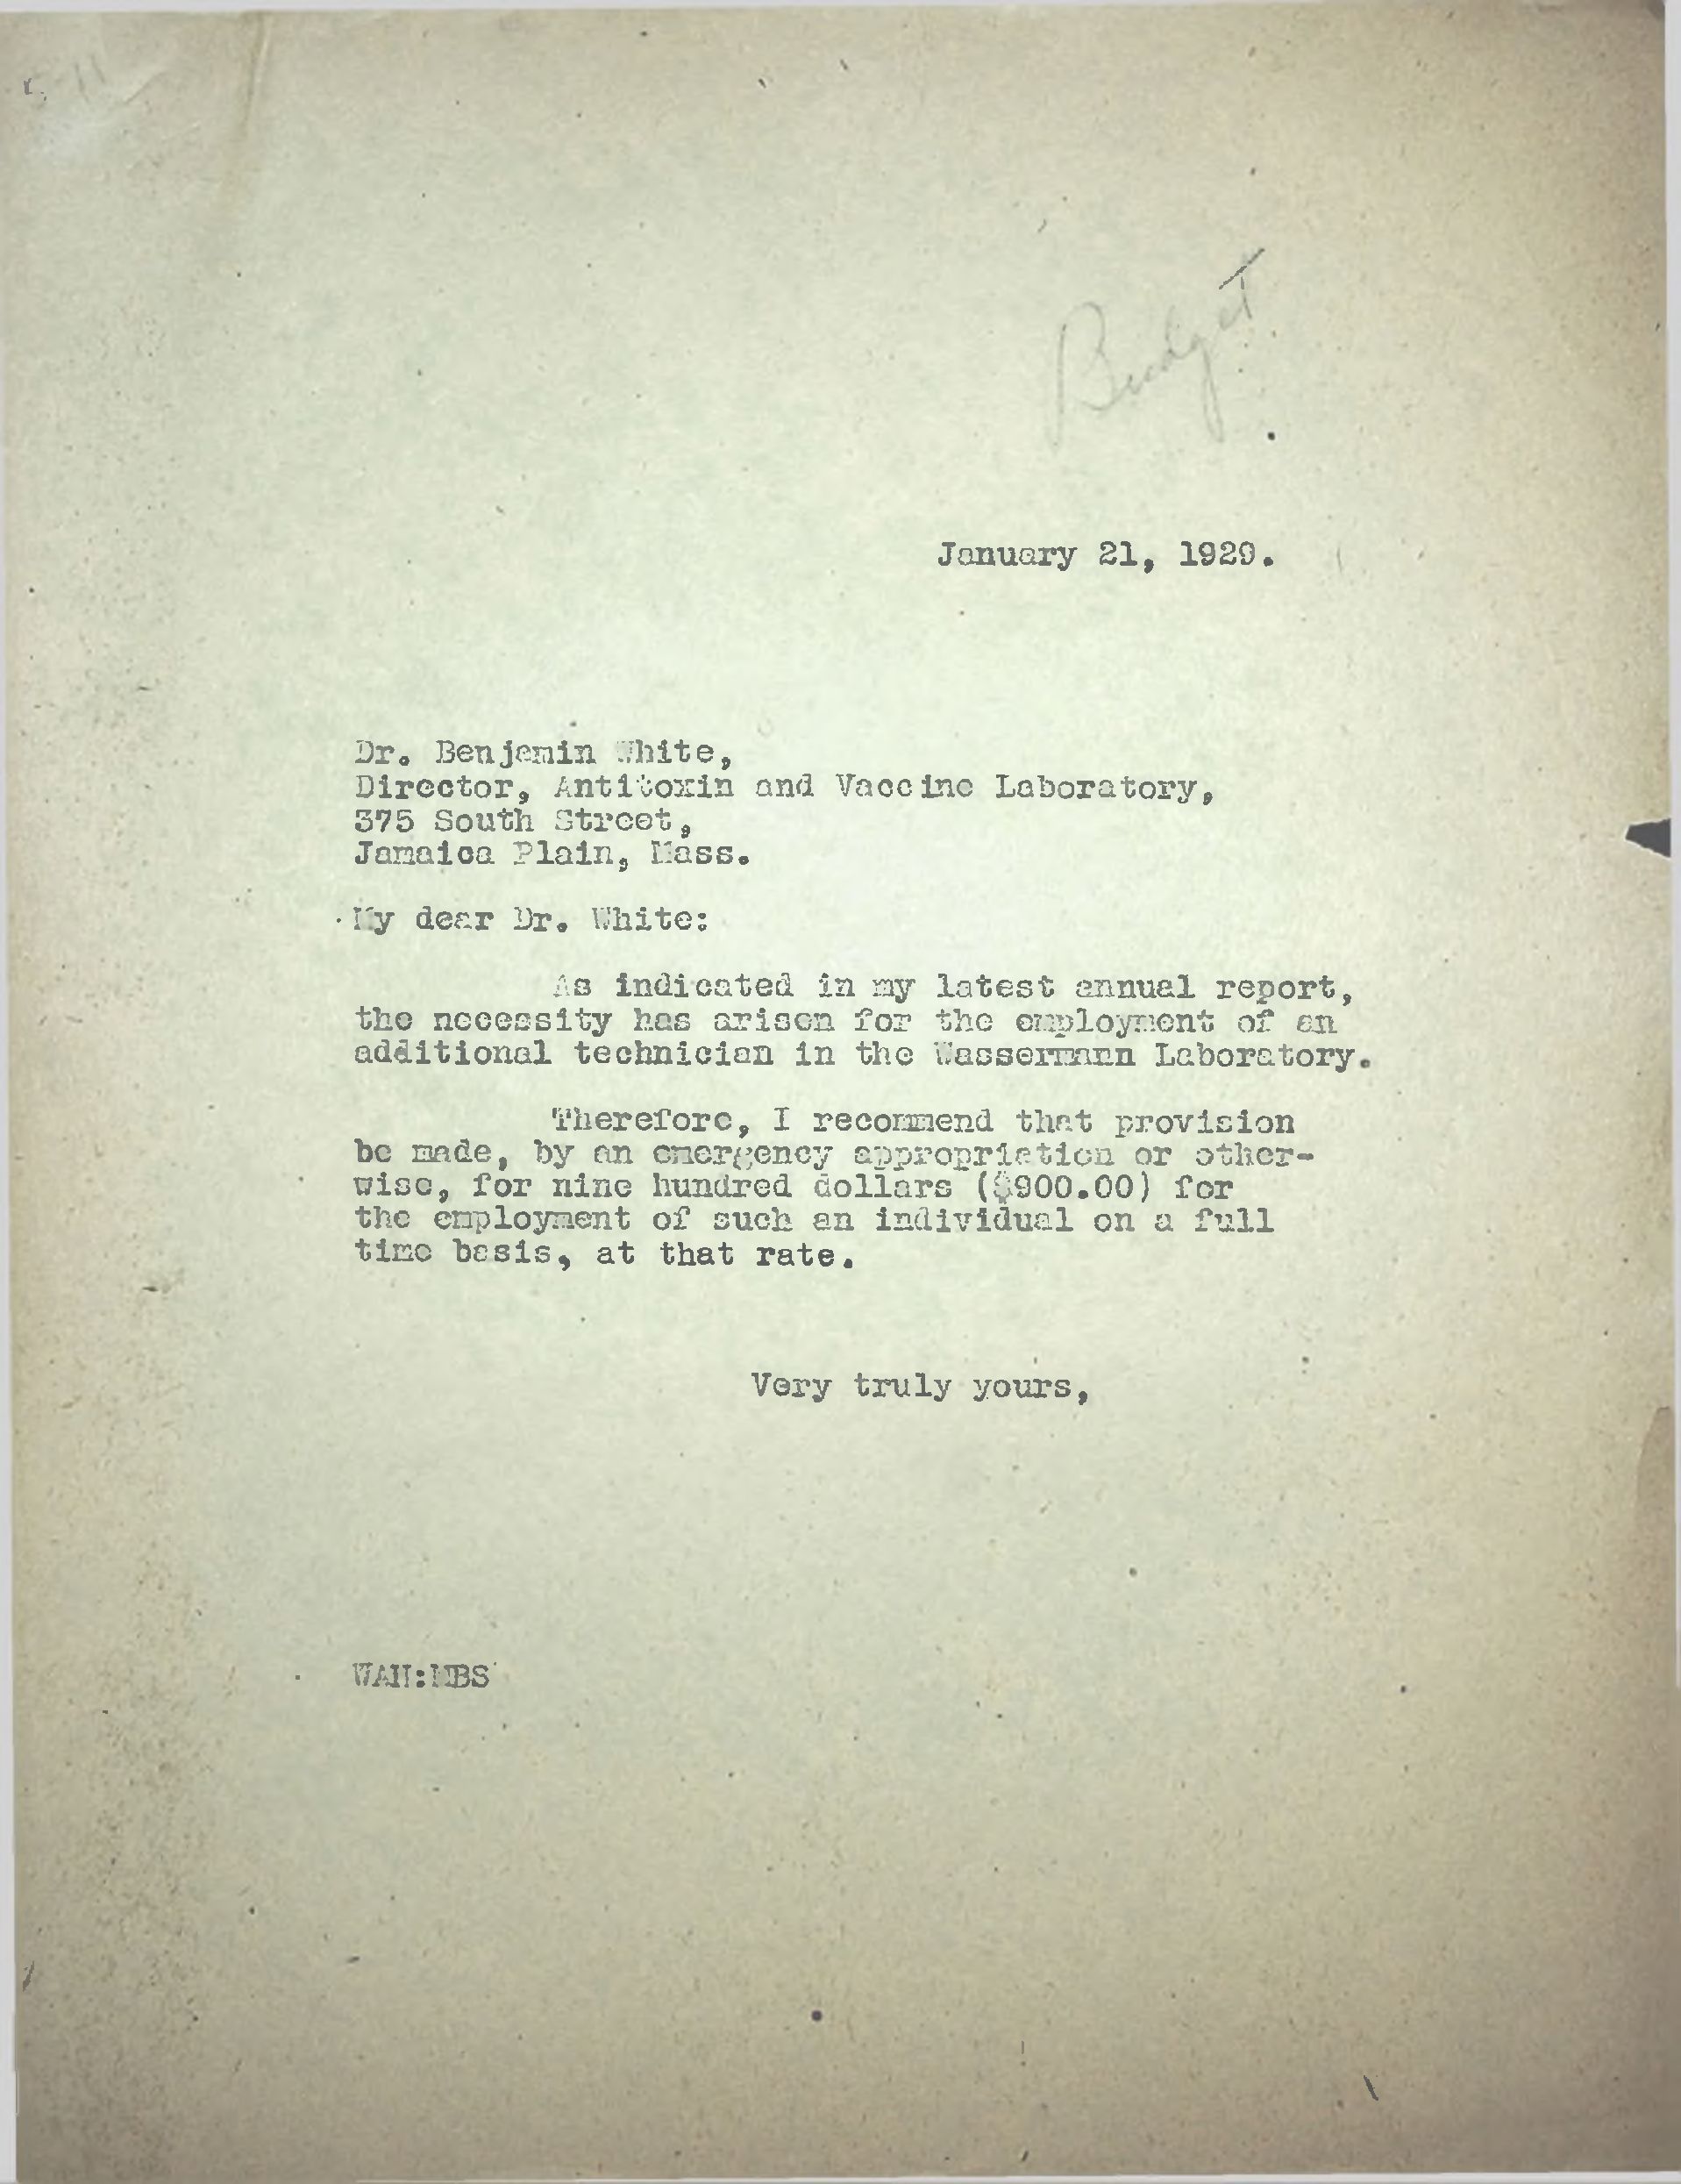 Budget
January 21, 1929.
Dr. Benjamin White,
Director, Antitoxin and Vaccine Laboratory,
375 South Street,
Jamaica Plain, Mass.
My dear Dr. White:
As indicated in my latest annual report,
the necessity has arisen for the employment of an
additional technician in the Wassermann Laboratory.
Therefore, I recommend that provision
be made, by an emergency appropriation or other-
wise, for nine hundred dollars ($900.00) for
the employment of such an individual on a full
time basis, at that rate.
Very truly yours,
WAH:MBS